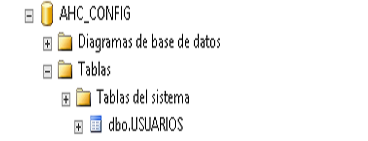 AHC_CONFIG
Diagramas de base de datos
Tablas
Tablas del sistema
dbo.USUARIOS